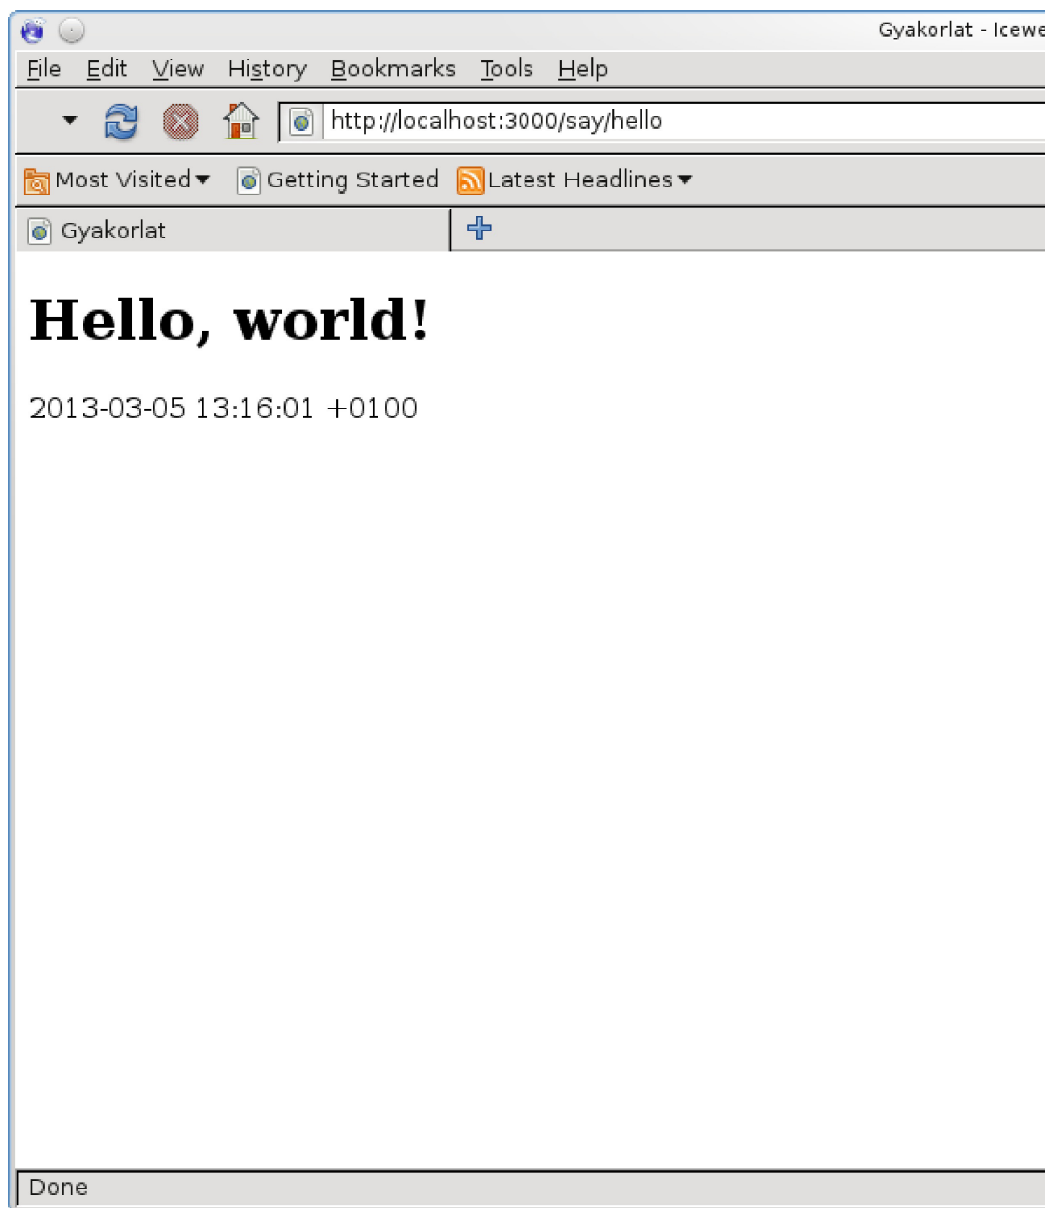 Gyakorlat - Icewe
File Edit View History Bookmarks Tools Help
http://localhost:3000/say/hello
Most Visited Getting Started Latest Headlines
Gyakorlat
Hello, world!
2013-03-05 13:16:01 +0100
Done